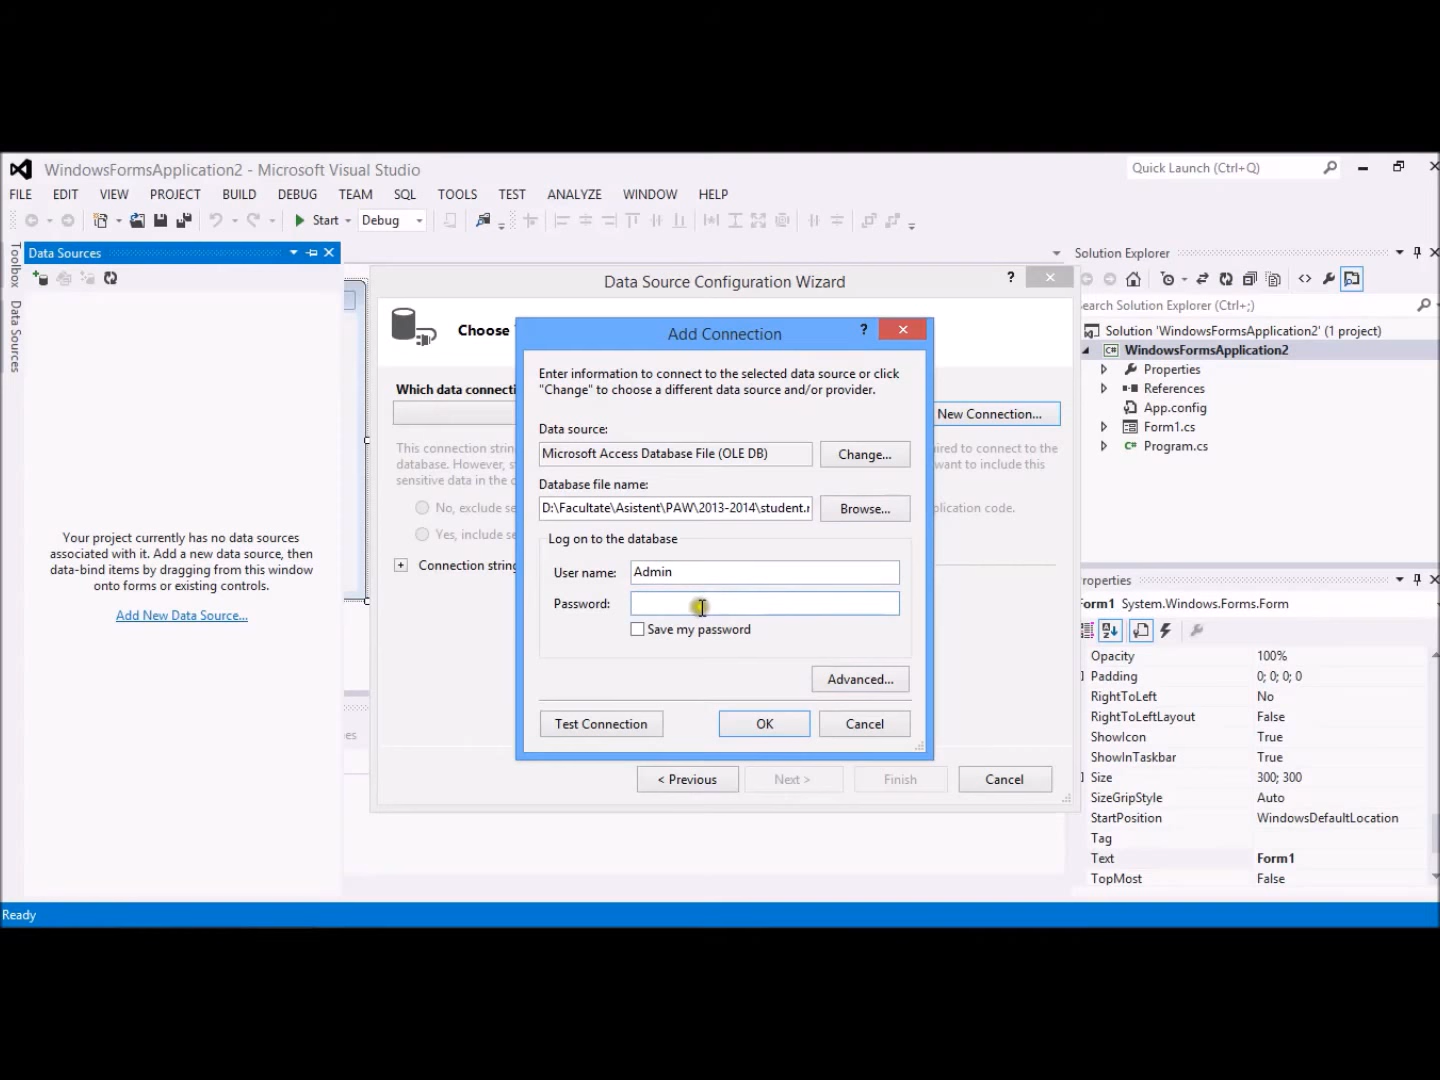 WindowsFormsApplication2 - Microsoft Visual Studio
Quick Launch (Ctrl+Q)
FILE EDIT VIEW PROJECT BUILD DEBUG TEAM SQL TOOLS TEST ANALYZE WINDOW HELP
Start Debug
Toolbox
Data Sources
Data Sources
Your project currently has no data sources
associated with it. Add a new data source, then
data-bind items by dragging from this window
onto forms or existing controls.
Add New Data Source...
Data Source Configuration Wizard
?
Choose
Which data connecti
New Connection...
This connection string
ired to connect to the
database. However, s
want to include this
sensitive data in the c
No, exclude se
plication code.
Yes, include se
+ Connection string
< Previous
Next >
Finish
Cancel
Add Connection
?
Enter information to connect to the selected data source or click
"Change" to choose a different data source and/or provider.
Data source:
Microsoft Access Database File (OLE DB)
Change...
Database file name:
D:\Facultate\Asistent\PAW\2013-2014\student.
Browse...
Log on to the database
User name: Admin
Password:
Save my password
Advanced...
Test Connection
OK
Cancel
Solution Explorer
earch Solution Explorer (Ctrl+;)
Solution 'WindowsFormsApplication2' (1 project)
C# WindowsFormsApplication2
Properties
References
App.config
Form1.cs
C# Program.cs
roperties
Form1 System.Windows.Forms.Form
Opacity 100%
Padding 0; 0; 0; 0
RightToLeft No
RightToLeftLayout False
ShowIcon True
ShowInTaskbar True
Size 300; 300
SizeGripStyle Auto
StartPosition WindowsDefaultLocation
Tag
Text Form1
TopMost False
Ready